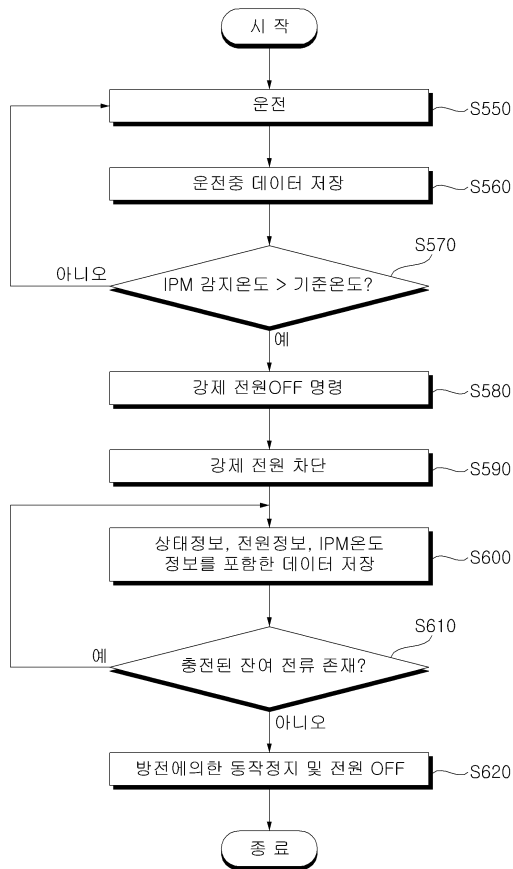 시 작
운전
S550
운전중 데이터 저장
S560
S570
IPM 감지온도 > 기준온도?
아니오
예
강제 전원OFF 명령
S580
강제 전원 차단
S590
상태정보, 전원정보, IPM온도
정보를 포함한 데이터 저장
S600
S610
충전된 잔여 전류 존재?
예
아니오
방전에의한 동작정지 및 전원 OFF
S620
종 료